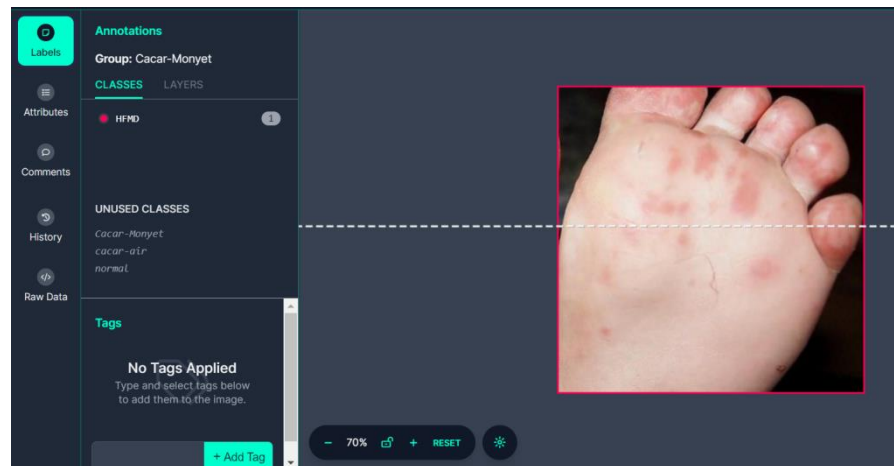 Labels
Attributes
Comments
History
Raw Data
Annotations
Group: Cacar-Monyet
CLASSES LAYERS
HFMD 1
UNUSED CLASSES
Cacar-Monyet
cacar-air
normal
Tags
No Tags Applied
Type and select tags below
to add them to the image.
+ Add Tag
− 70% + RESET